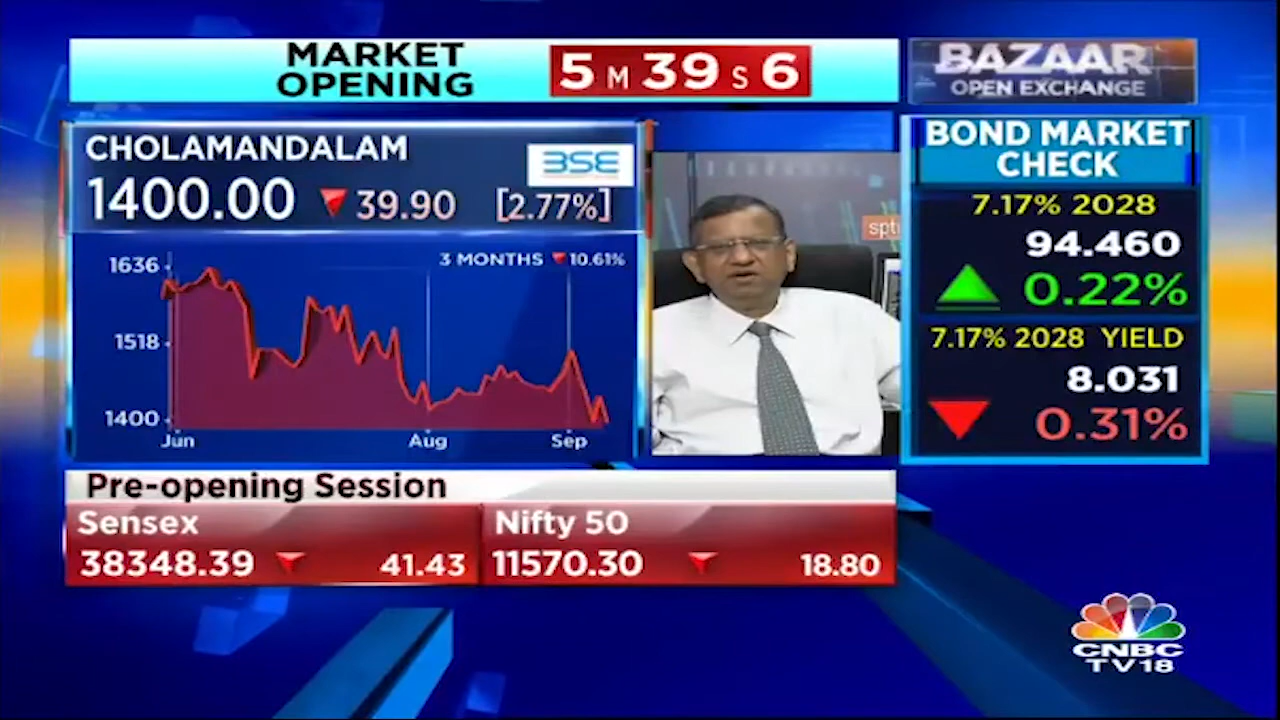 MARKET
OPENING
5 M 39 S 6
BAZAAR
OPEN EXCHANGE
CHOLAMANDALAM
BSE
1400.00 ▼ 39.90 [2.77%]
3 MONTHS ▼ 10.61%
1636
1518
1400
Jun Aug Sep
spt
BOND MARKET
CHECK
7.17% 2028
94.460
▲ 0.22%
7.17% 2028 YIELD
8.031
▼ 0.31%
Pre-opening Session
Sensex
38348.39 ▼ 41.43
Nifty 50
11570.30 ▼ 18.80
CNBC
TV18